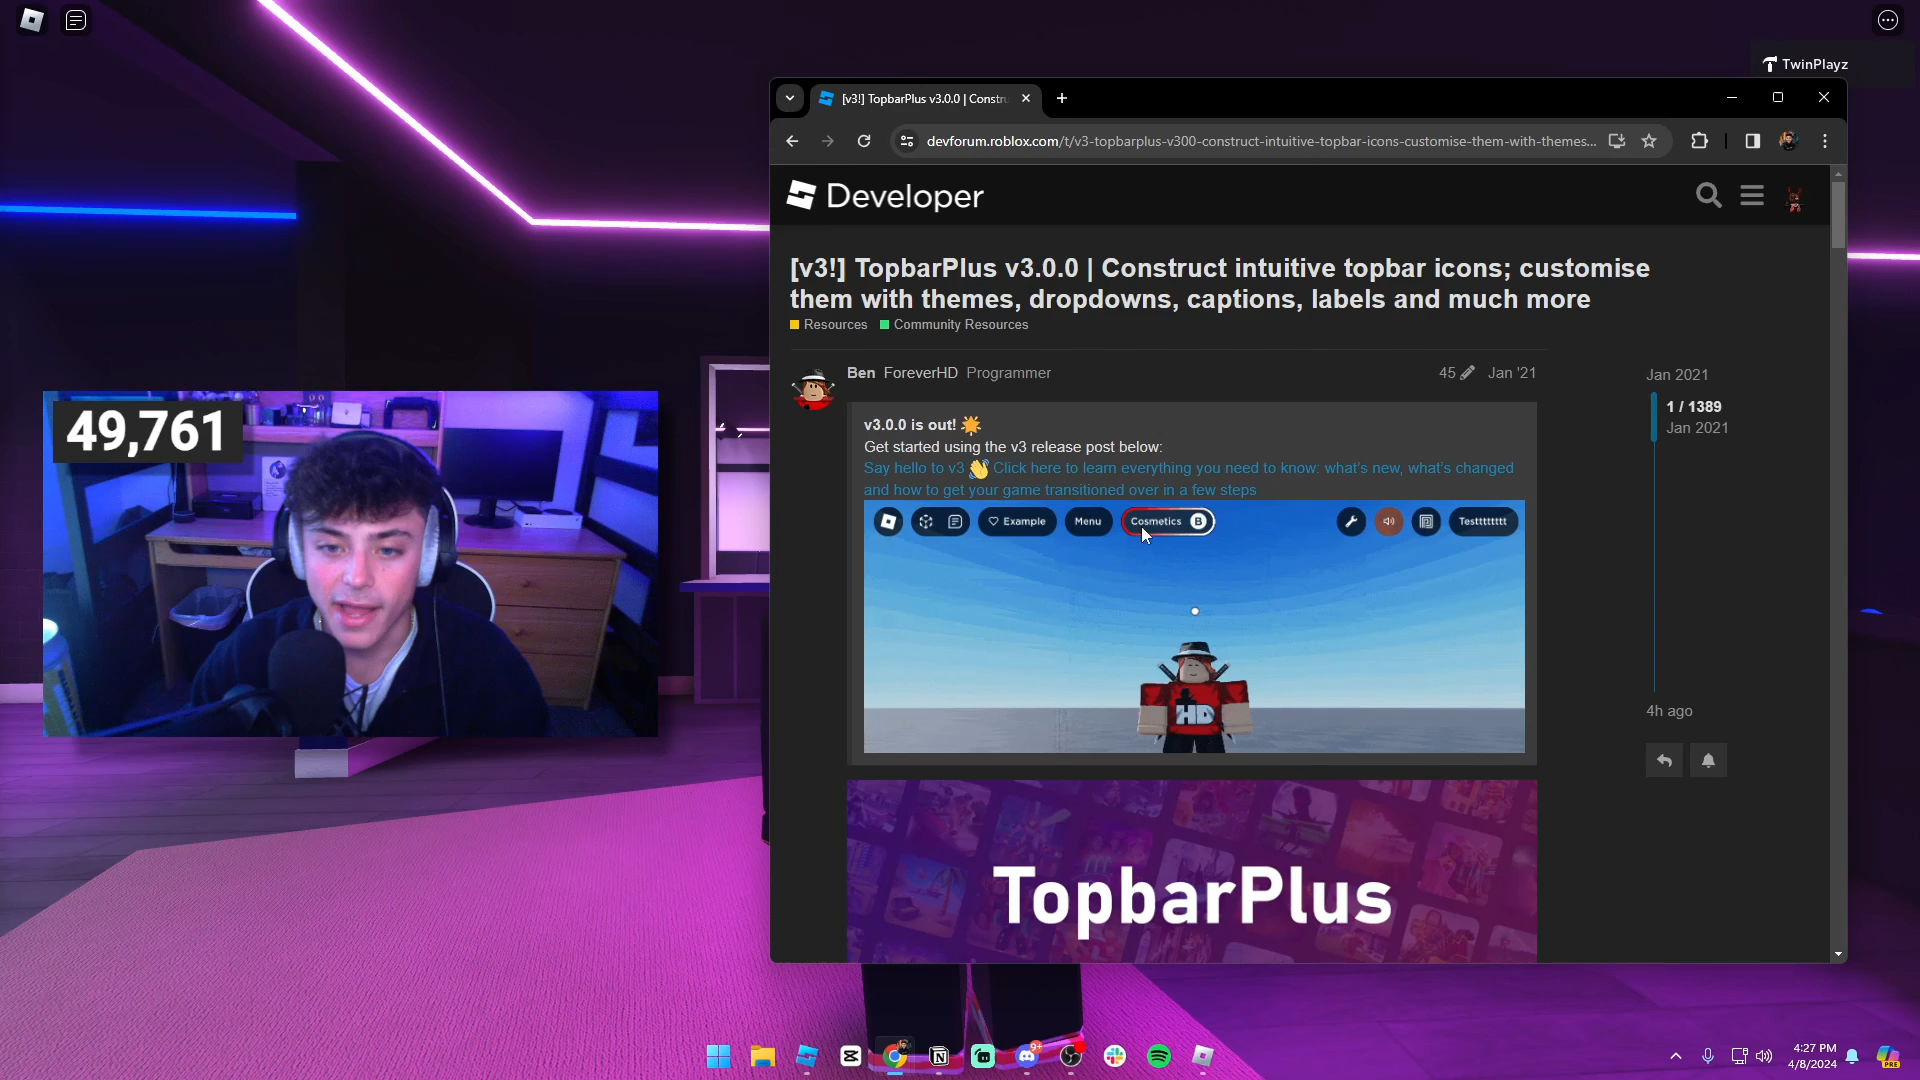 TwinPlayz
[v3!] TopbarPlus v3.0.0 | Constru
devforum.roblox.com/t/v3-topbarplus-v300-construct-intuitive-topbar-icons-customise-them-with-themes...
Developer
[v3!] TopbarPlus v3.0.0 | Construct intuitive topbar icons; customise
them with themes, dropdowns, captions, labels and much more
Resources Community Resources
Ben ForeverHD Programmer 45 Jan '21
Jan 2021
1 / 1389
Jan 2021
4h ago
v3.0.0 is out!
Get started using the v3 release post below:
Say hello to v3 👋 Click here to learn everything you need to know: what's new, what's changed
and how to get your game transitioned over in a few steps
Example Menu Cosmetics B Testttttttt
HD
TopbarPlus
49,761
9+
4:27 PM
4/8/2024
PRE